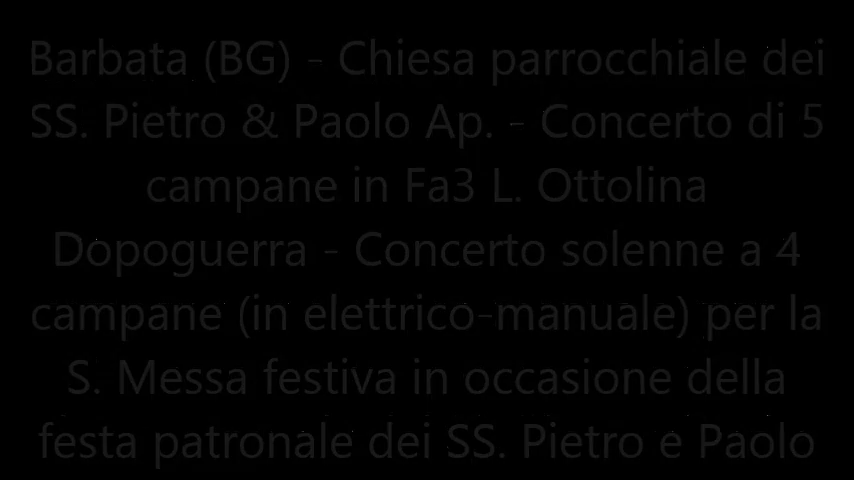 Barbata (BG) - Chiesa parrocchiale dei
SS. Pietro & Paolo Ap. - Concerto di 5
campane in Fa3 L. Ottolina
Dopoguerra - Concerto solenne a 4
campane (in elettrico-manuale) per la
S. Messa festiva in occasione della
festa patronale dei SS. Pietro e Paolo